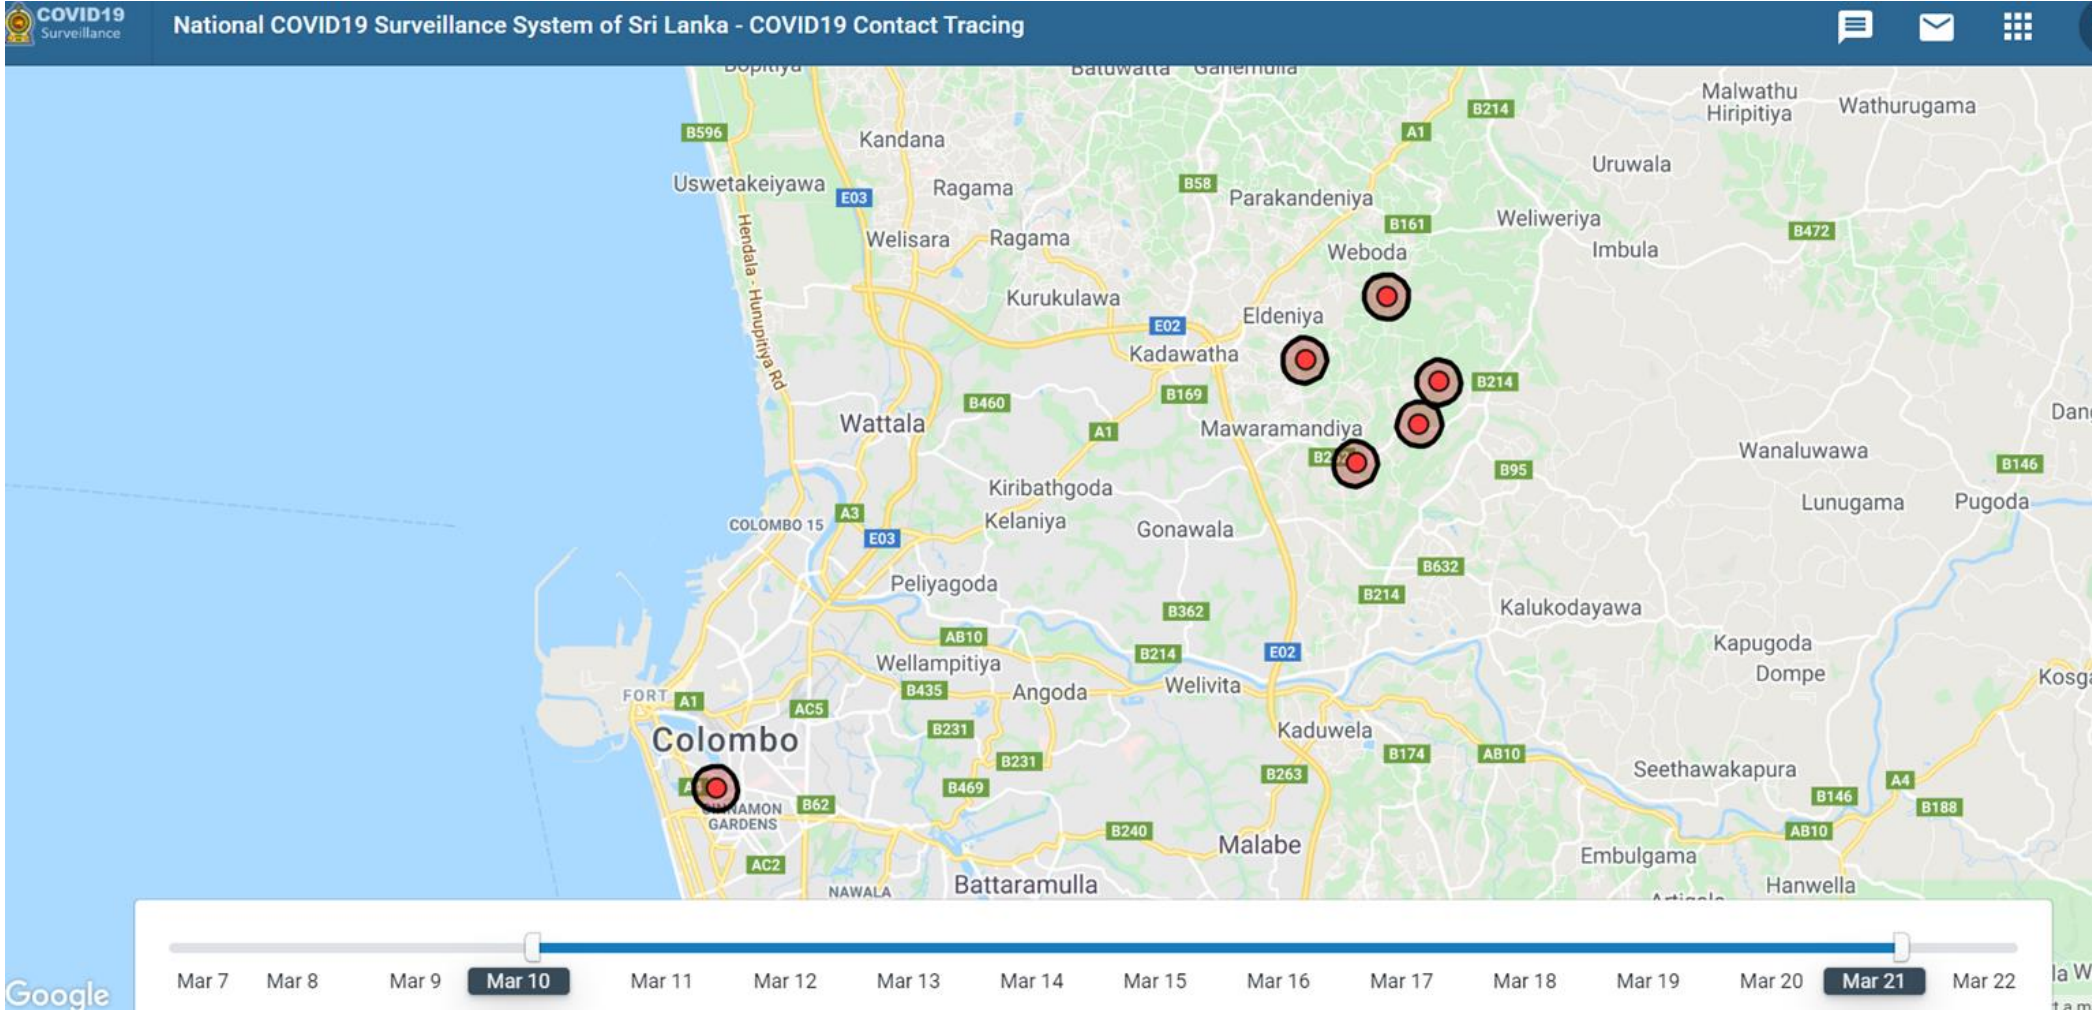 COVID19
Surveillance
National COVID19 Surveillance System of Sri Lanka - COVID19 Contact Tracing
Bopitiya
Batuwatta
Ganemulla
Malwathu
Hiripitiya
Wathurugama
B214
A1
B596
Kandana
Uruwala
Uswetakeiyawa
E03
Ragama
B58
Parakandeniya
B161
Weliweriya
B472
Hendala - Hunupitiya Rd
Welisara
Ragama
Weboda
Imbula
Kurukulawa
Eldeniya
E02
Kadawatha
B169
B214
B460
Wattala
A1
Mawaramandiya
Wanaluwawa
B95
B146
Kiribathgoda
Lunugama
Pugoda
A3
COLOMBO 15
Kelaniya
Gonawala
E03
B632
Peliyagoda
B214
B362
Kalukodayawa
AB10
Kapugoda
B214
E02
Wellampitiya
Dompe
B435
Angoda
Welivita
FORT
A1
AC5
B231
Kaduwela
Colombo
B174
AB10
B231
B263
Seethawakapura
A4
B469
B146
B188
B62
CINNAMON
GARDENS
B240
AB10
Malabe
Embulgama
AC2
NAWALA
Battaramulla
Hanwella
Mar 7
Mar 8
Mar 9
Mar 10
Mar 11
Mar 12
Mar 13
Mar 14
Mar 15
Mar 16
Mar 17
Mar 18
Mar 19
Mar 20
Mar 21
Mar 22
Google